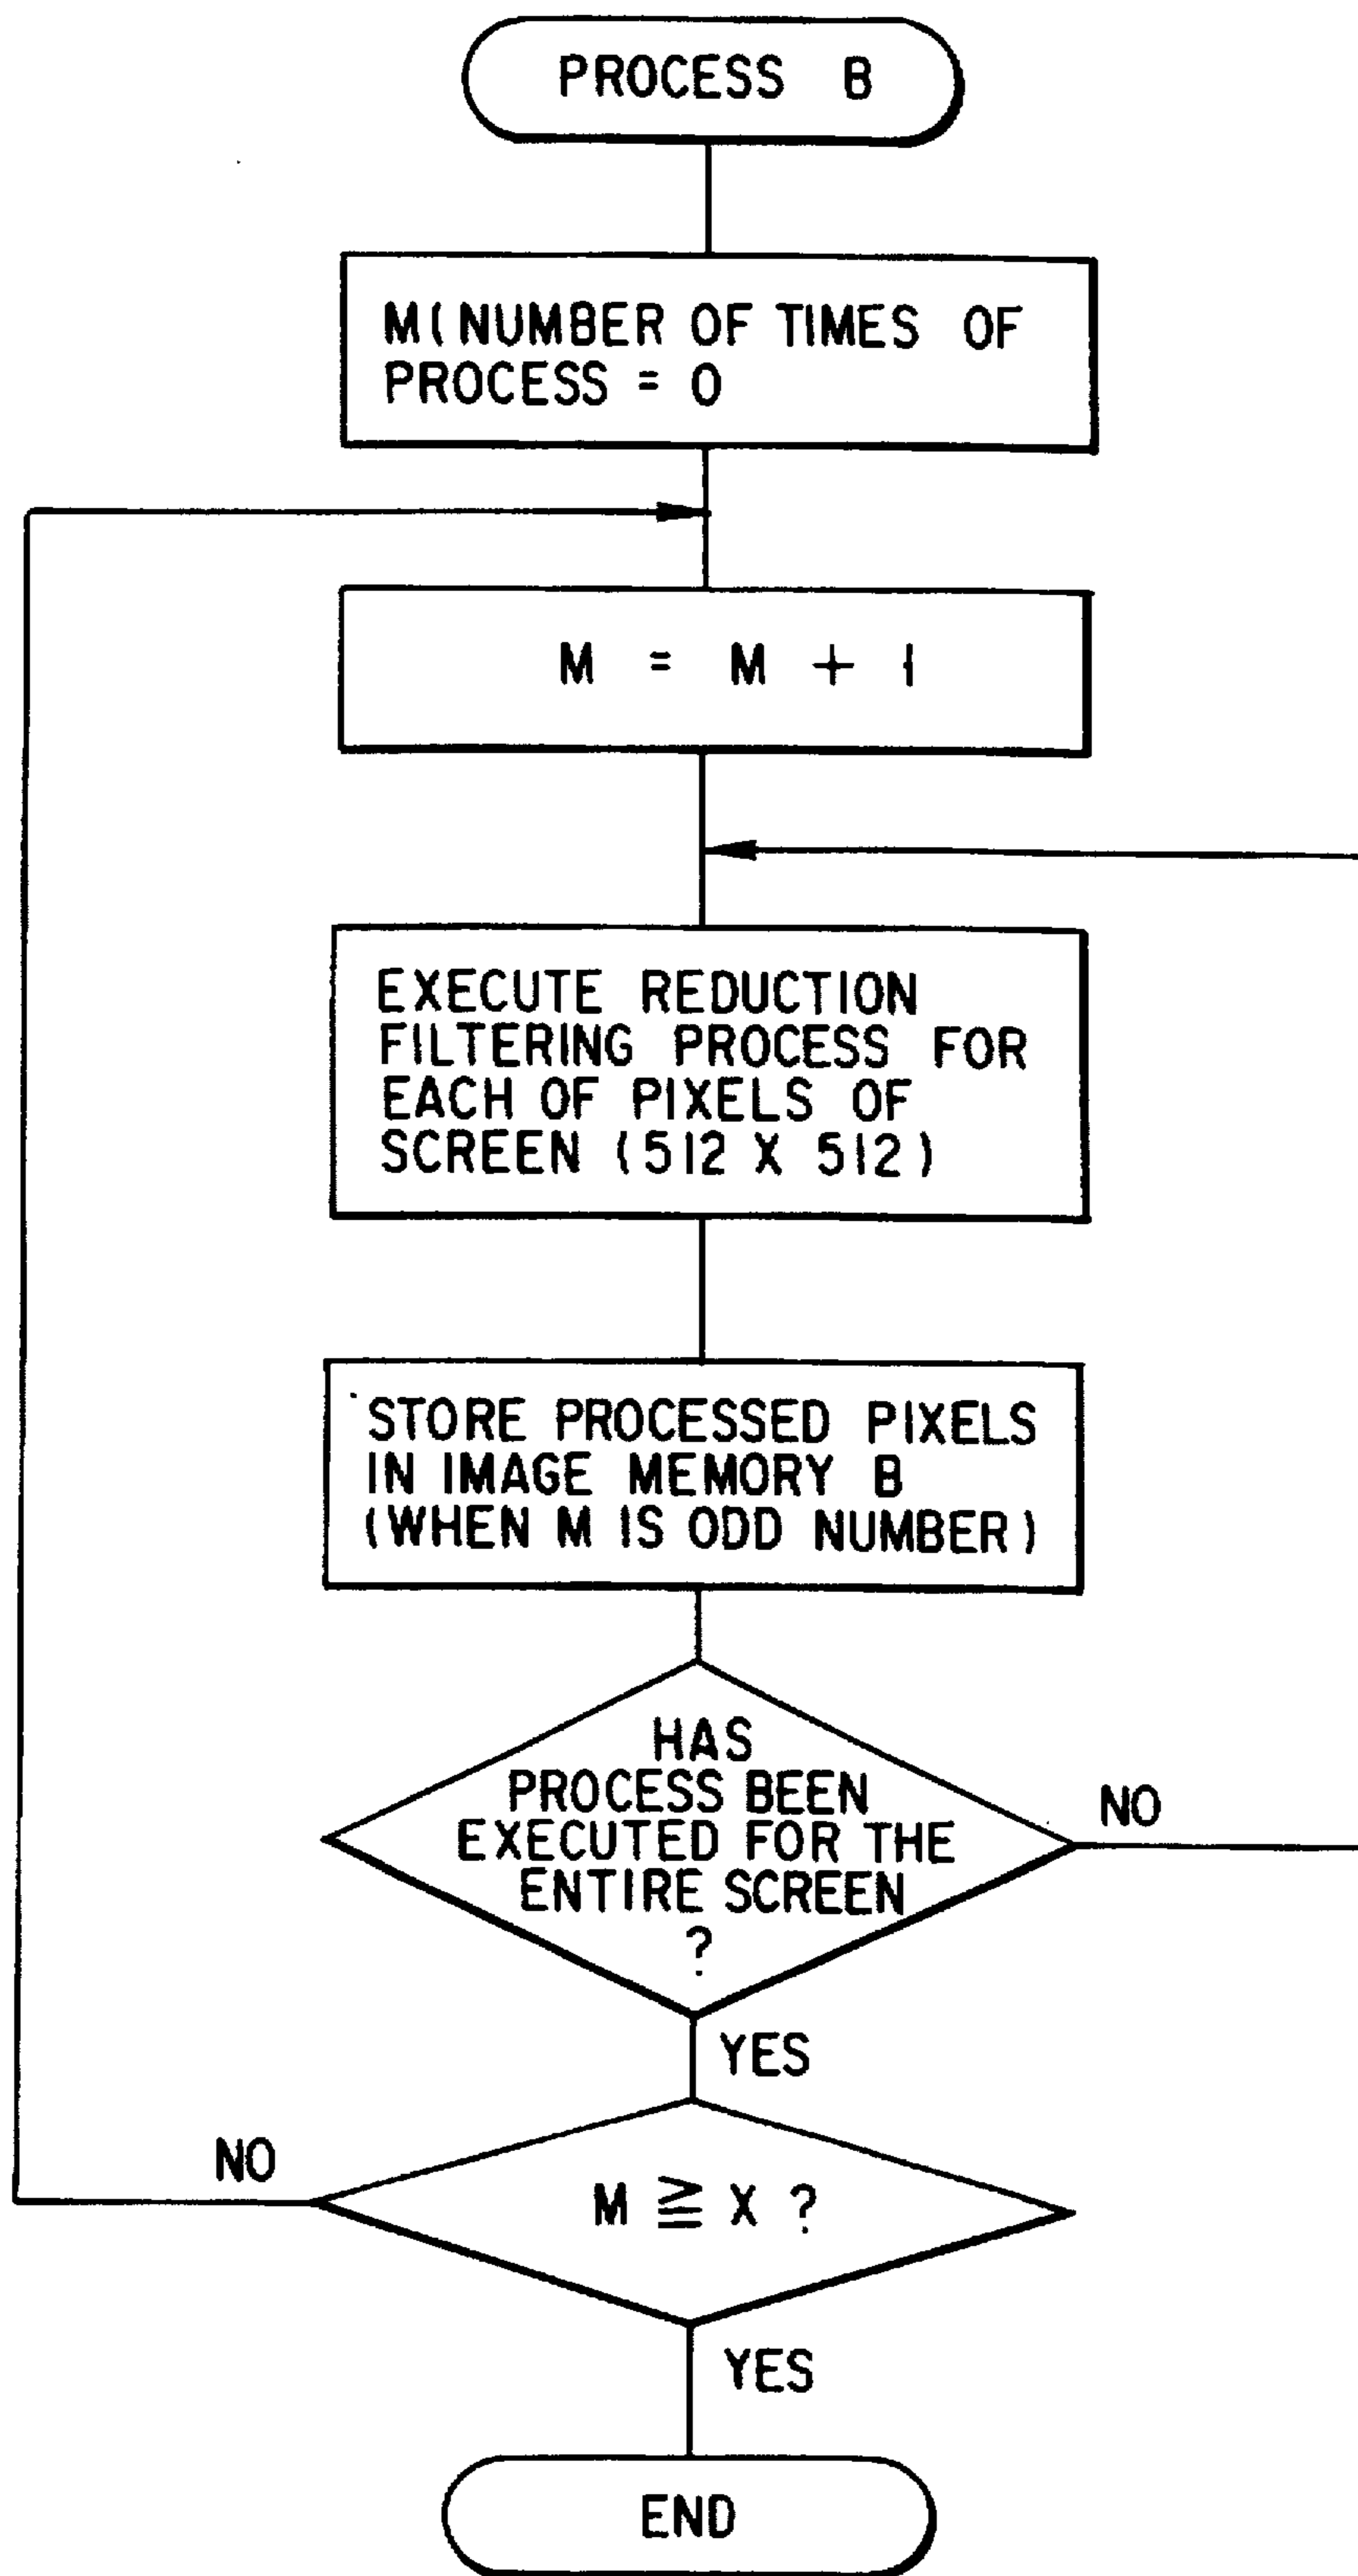 PROCESS B
M(NUMBER OF TIMES OF
PROCESS = 0
M = M + 1
EXECUTE REDUCTION
FILTERING PROCESS FOR
EACH OF PIXELS OF
SCREEN (512 X 512)
STORE PROCESSED PIXELS
IN IMAGE MEMORY B
(WHEN M IS ODD NUMBER)
HAS
PROCESS BEEN
EXECUTED FOR THE
ENTIRE SCREEN
?
NO
YES
NO
M ≧ X ?
YES
END